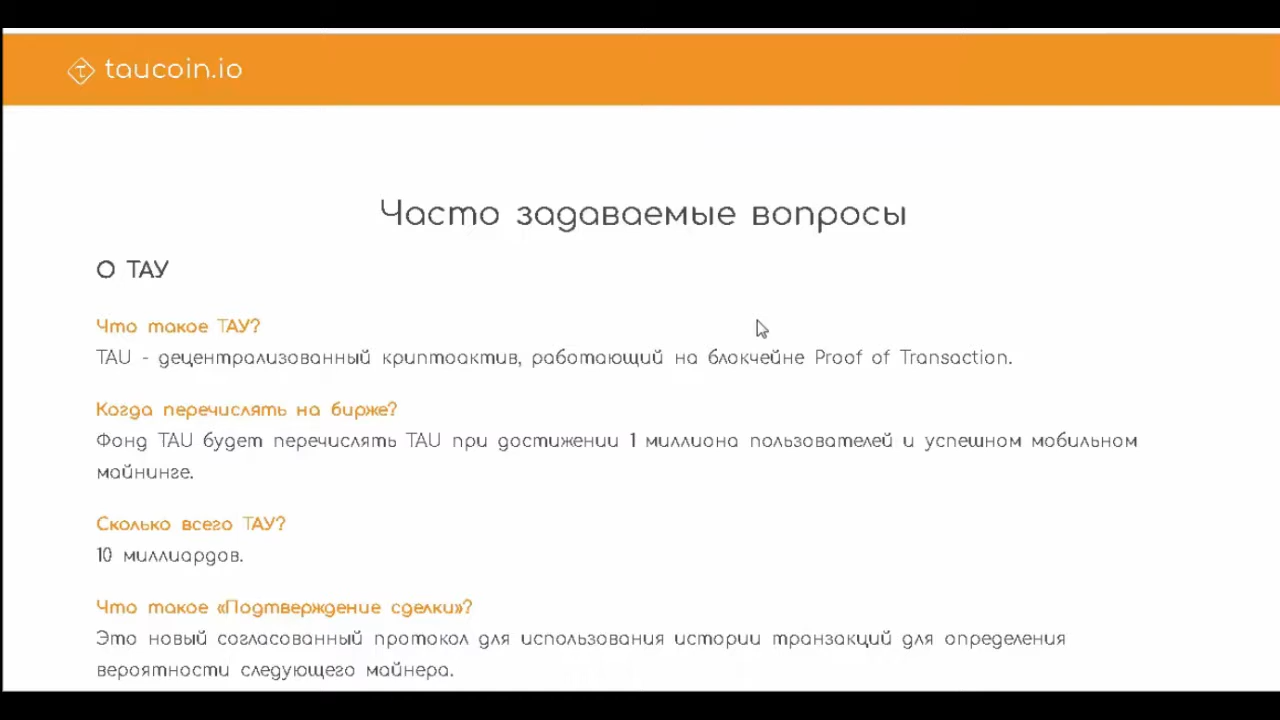 taucoin.io
Часто задаваемые вопросы
О ТАУ
Что такое ТАУ?
TAU - децентрализованный криптоактив, работающий на блокчейне Proof of Transaction.
Когда перечислять на бирже?
Фонд TAU будет перечислять TAU при достижении 1 миллиона пользователей и успешном мобильном
майнинге.
Сколько всего ТАУ?
10 миллиардов.
Что такое «Подтверждение сделки»?
Это новый согласованный протокол для использования истории транзакций для определения
вероятности следующего майнера.